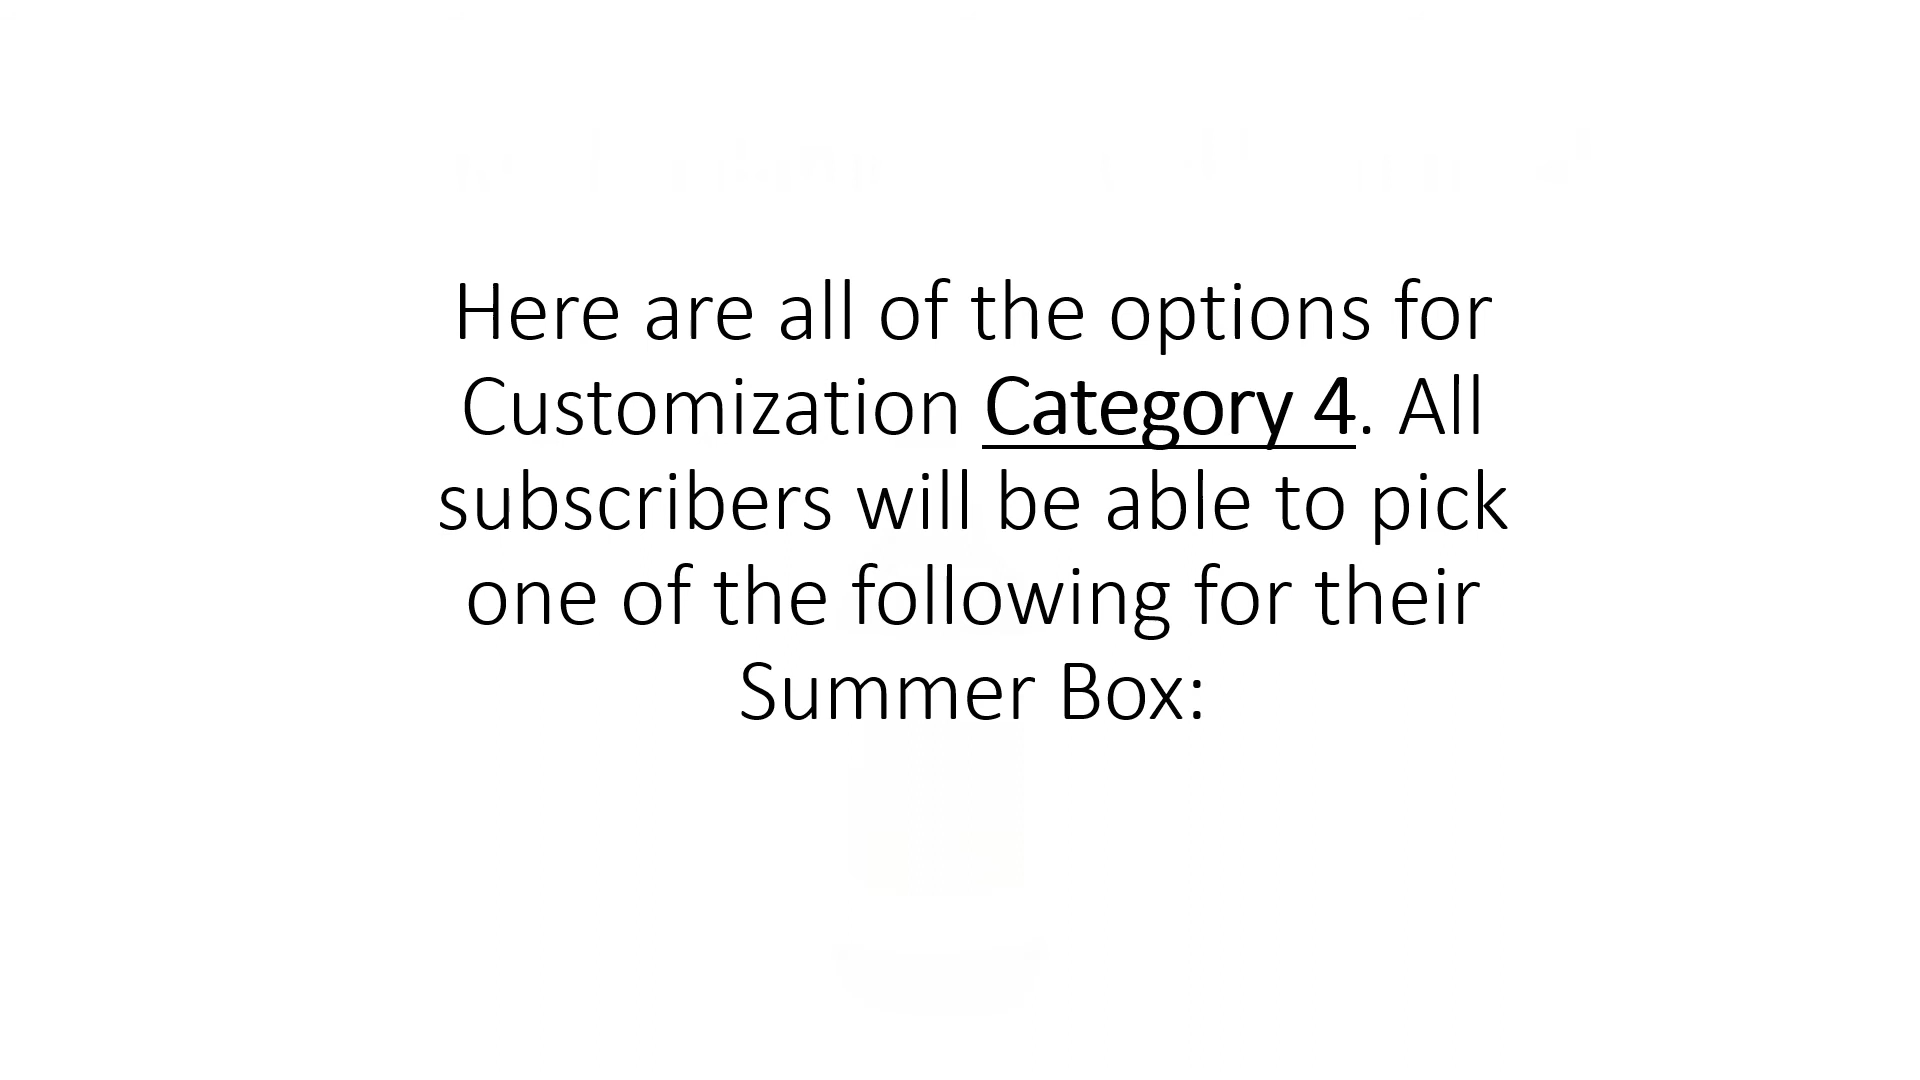 Here are all of the options for
Customization Category 4. All
subscribers will be able to pick
one of the following for their
Summer Box: